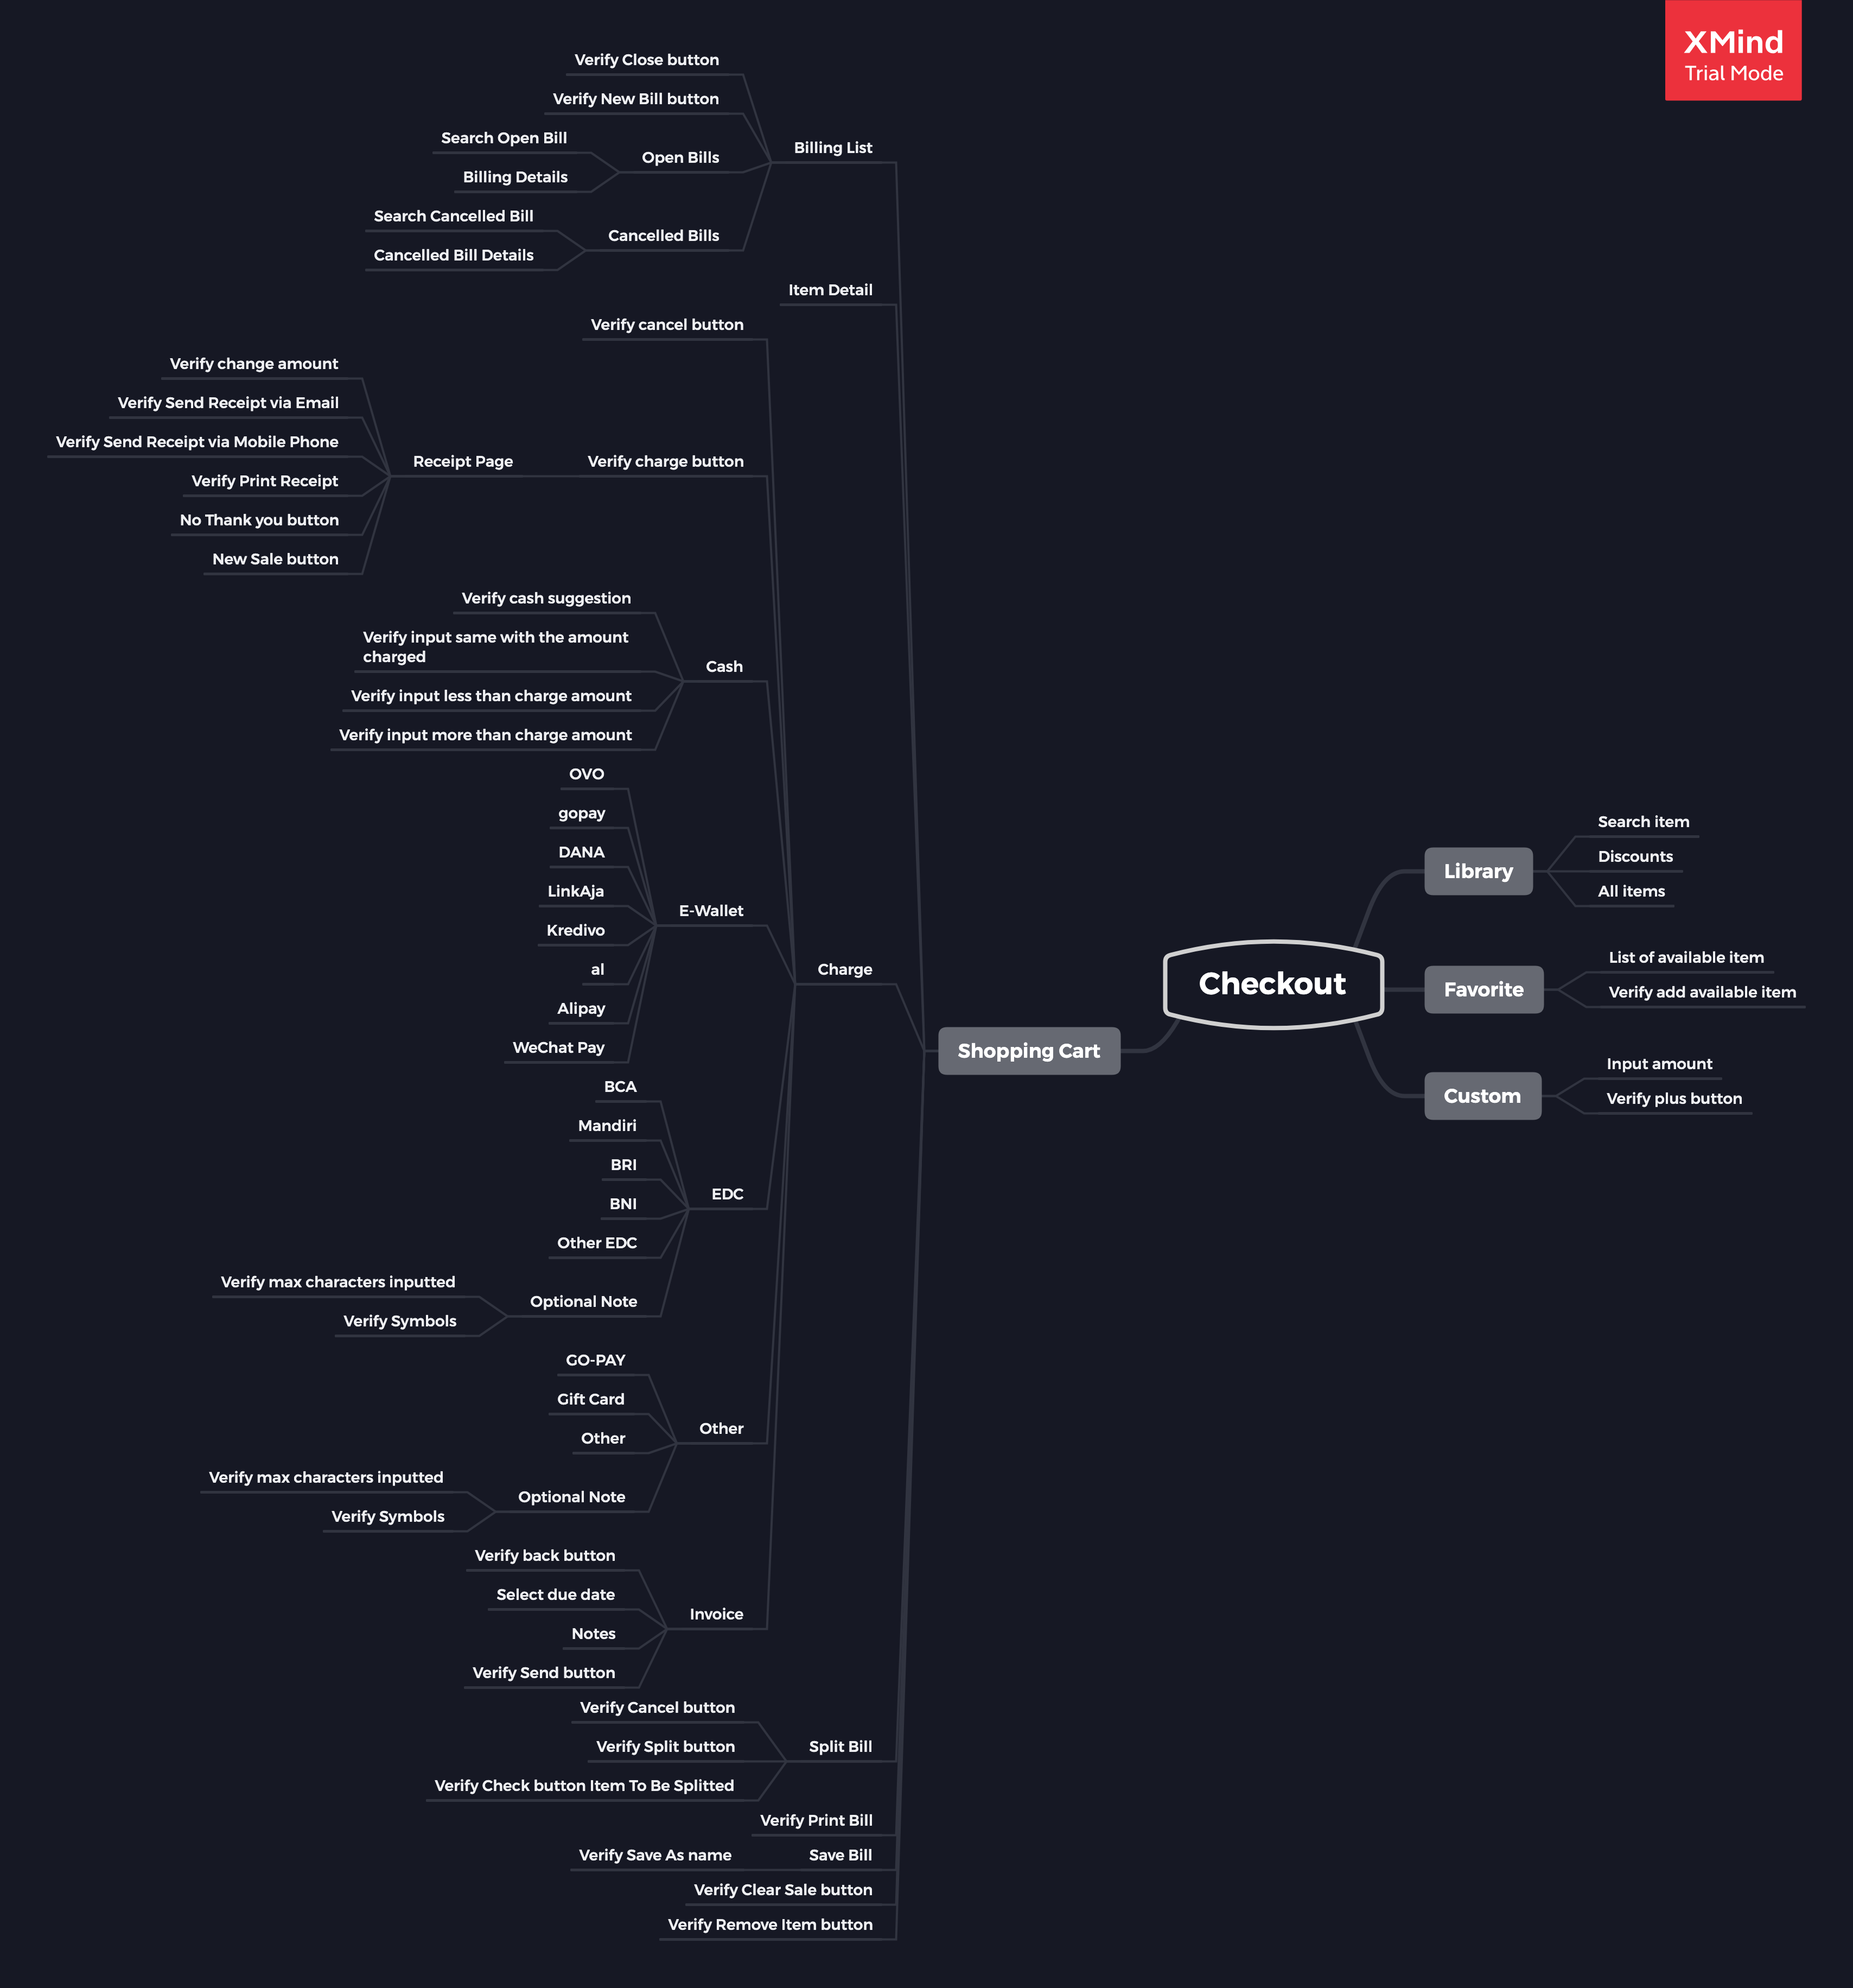 XMind
Trial Mode
Verify Close button
Verify New Bill button
Search Open Bill
Billing Details
Open Bills
Search Cancelled Bill
Cancelled Bill Details
Cancelled Bills
Billing List
Item Detail
Verify cancel button
Verify change amount
Verify Send Receipt via Email
Verify Send Receipt via Mobile Phone
Verify Print Receipt
No Thank you button
New Sale button
Receipt Page
Verify charge button
Verify cash suggestion
Verify input same with the amount
charged
Verify input less than charge amount
Verify input more than charge amount
Cash
OVO
gopay
DANA
LinkAja
Kredivo
al
Alipay
WeChat Pay
E-Wallet
BCA
Mandiri
BRI
BNI
Other EDC
Verify max characters inputted
Verify Symbols
Optional Note
EDC
GO-PAY
Gift Card
Other
Verify max characters inputted
Verify Symbols
Optional Note
Other
Verify back button
Select due date
Notes
Verify Send button
Invoice
Charge
Verify Cancel button
Verify Split button
Verify Check button Item To Be Splitted
Split Bill
Verify Print Bill
Verify Save As name
Save Bill
Verify Clear Sale button
Verify Remove Item button
Shopping Cart
Checkout
Library
Search item
Discounts
All items
Favorite
List of available item
Verify add available item
Custom
Input amount
Verify plus button